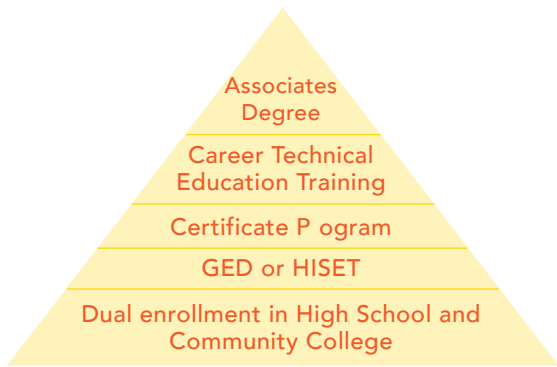 Associates
Degree
Career Technical
Education Training
Certificate P ogram
GED or HISET
Dual enrollment in High School and
Community College